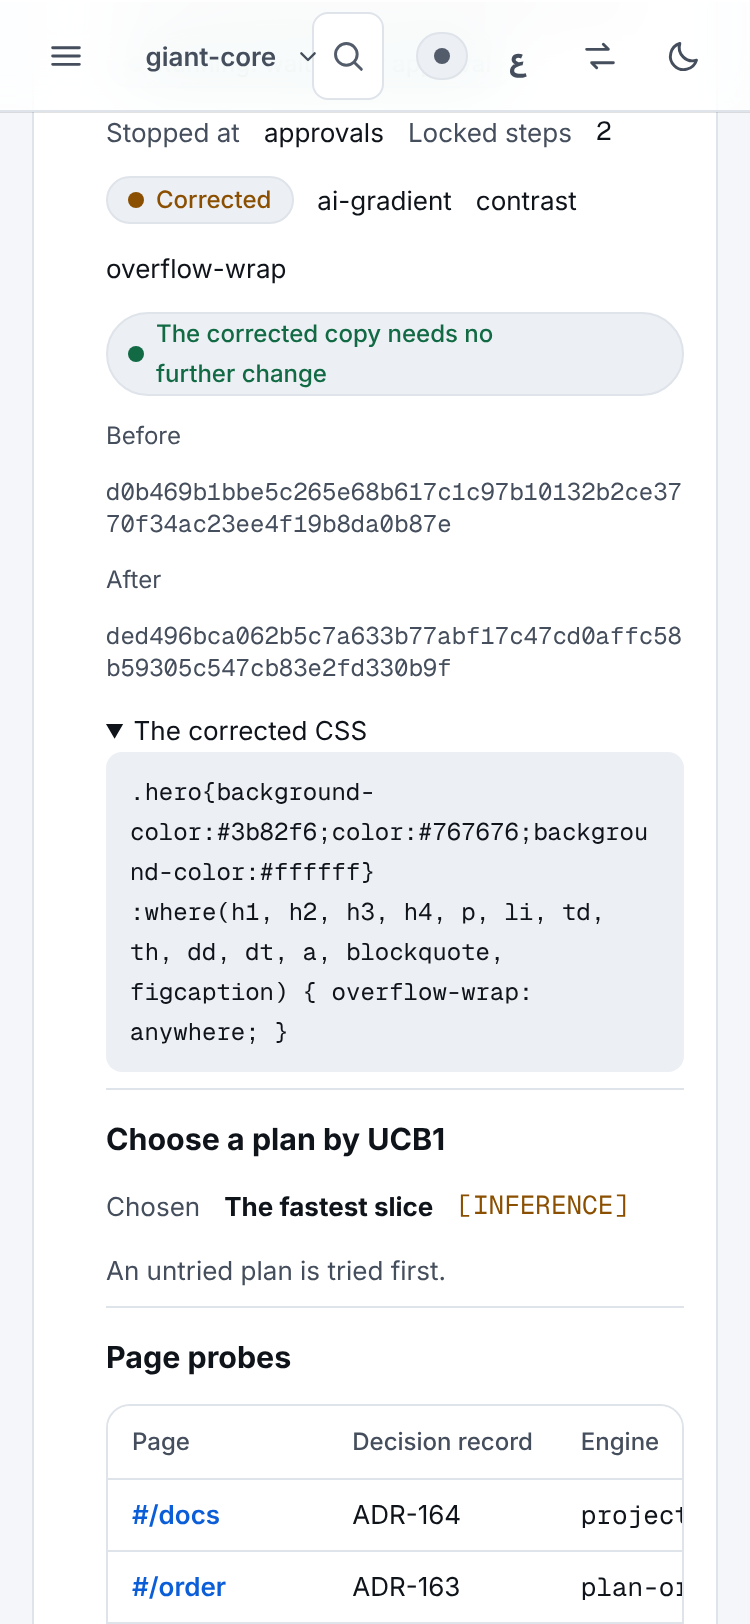 giant-core
ع
Stopped at approvals Locked steps 2
Corrected ai-gradient contrast
overflow-wrap
The corrected copy needs no
further change
Before
d0b469b1bbe5c265e68b617c1c97b10132b2ce37
70f34ac23ee4f19b8da0b87e
After
ded496bca062b5c7a633b77abf17c47cd0affc58
b59305c547cb83e2fd330b9f
The corrected CSS
.hero{background-
color:#3b82f6;color:#767676;backgrou
nd-color:#ffffff}
:where(h1, h2, h3, h4, p, li, td,
th, dd, dt, a, blockquote,
figcaption) { overflow-wrap:
anywhere; }
Choose a plan by UCB1
Chosen The fastest slice [INFERENCE]
An untried plan is tried first.
Page probes
Page Decision record Engine
#/docs ADR-164 project
#/order ADR-163 plan-or